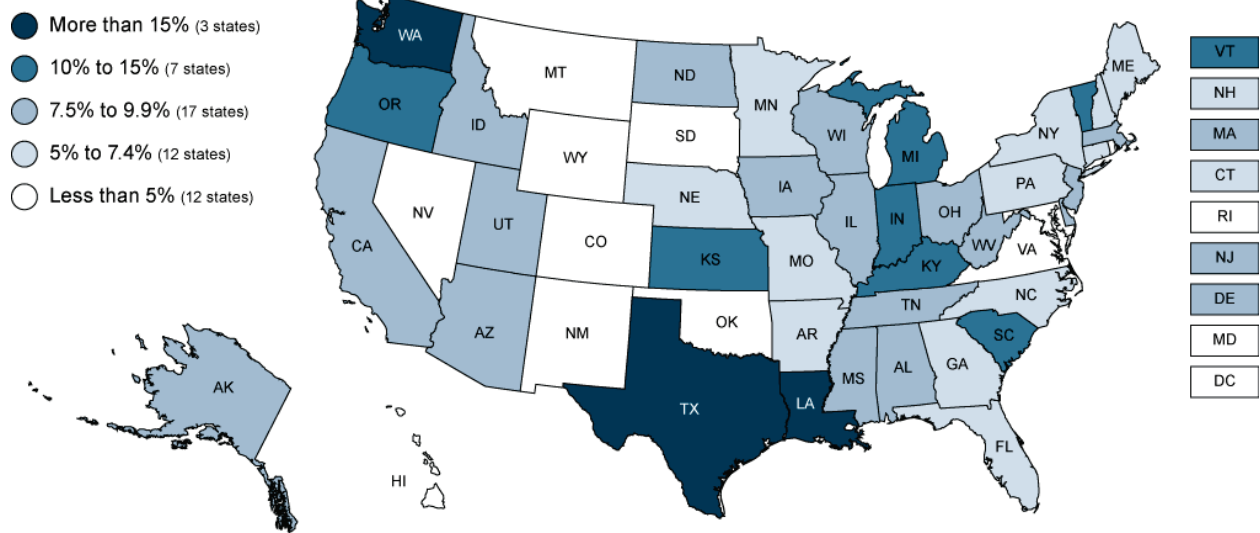 More than 15% (3 states)
10% to 15% (7 states)
7.5% to 9.9% (17 states)
5% to 7.4% (12 states)
Less than 5% (12 states)
WA
MT
ND
MN
ME
OR
ID
WY
SD
WI
MI
NY
NV
UT
CO
NE
IA
IL
IN
OH
PA
CA
KS
MO
KY
WV
VA
AZ
NM
OK
AR
TN
NC
SC
TX
LA
MS
AL
GA
FL
AK
HI
VT
NH
MA
CT
RI
NJ
DE
MD
DC